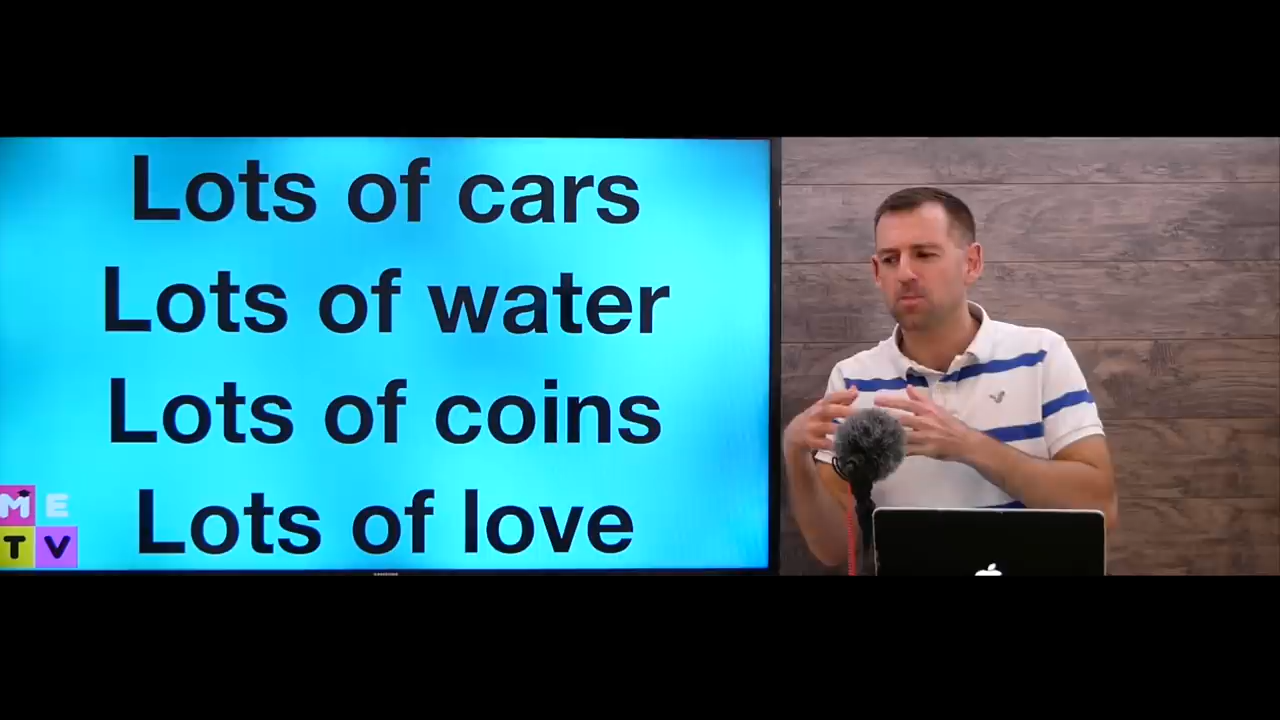 Lots of cars
Lots of water
Lots of coins
Lots of love
M E
T V